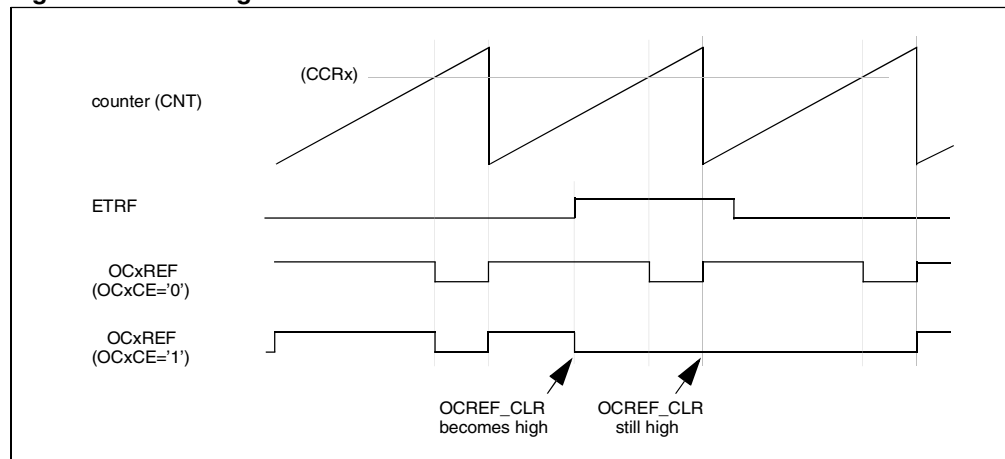 (CCRx)
counter (CNT)
ETRF
OCxREF
(OCxCE='0')
OCxREF
(OCxCE='1')
OCREF_CLR
becomes high
OCREF_CLR
still high